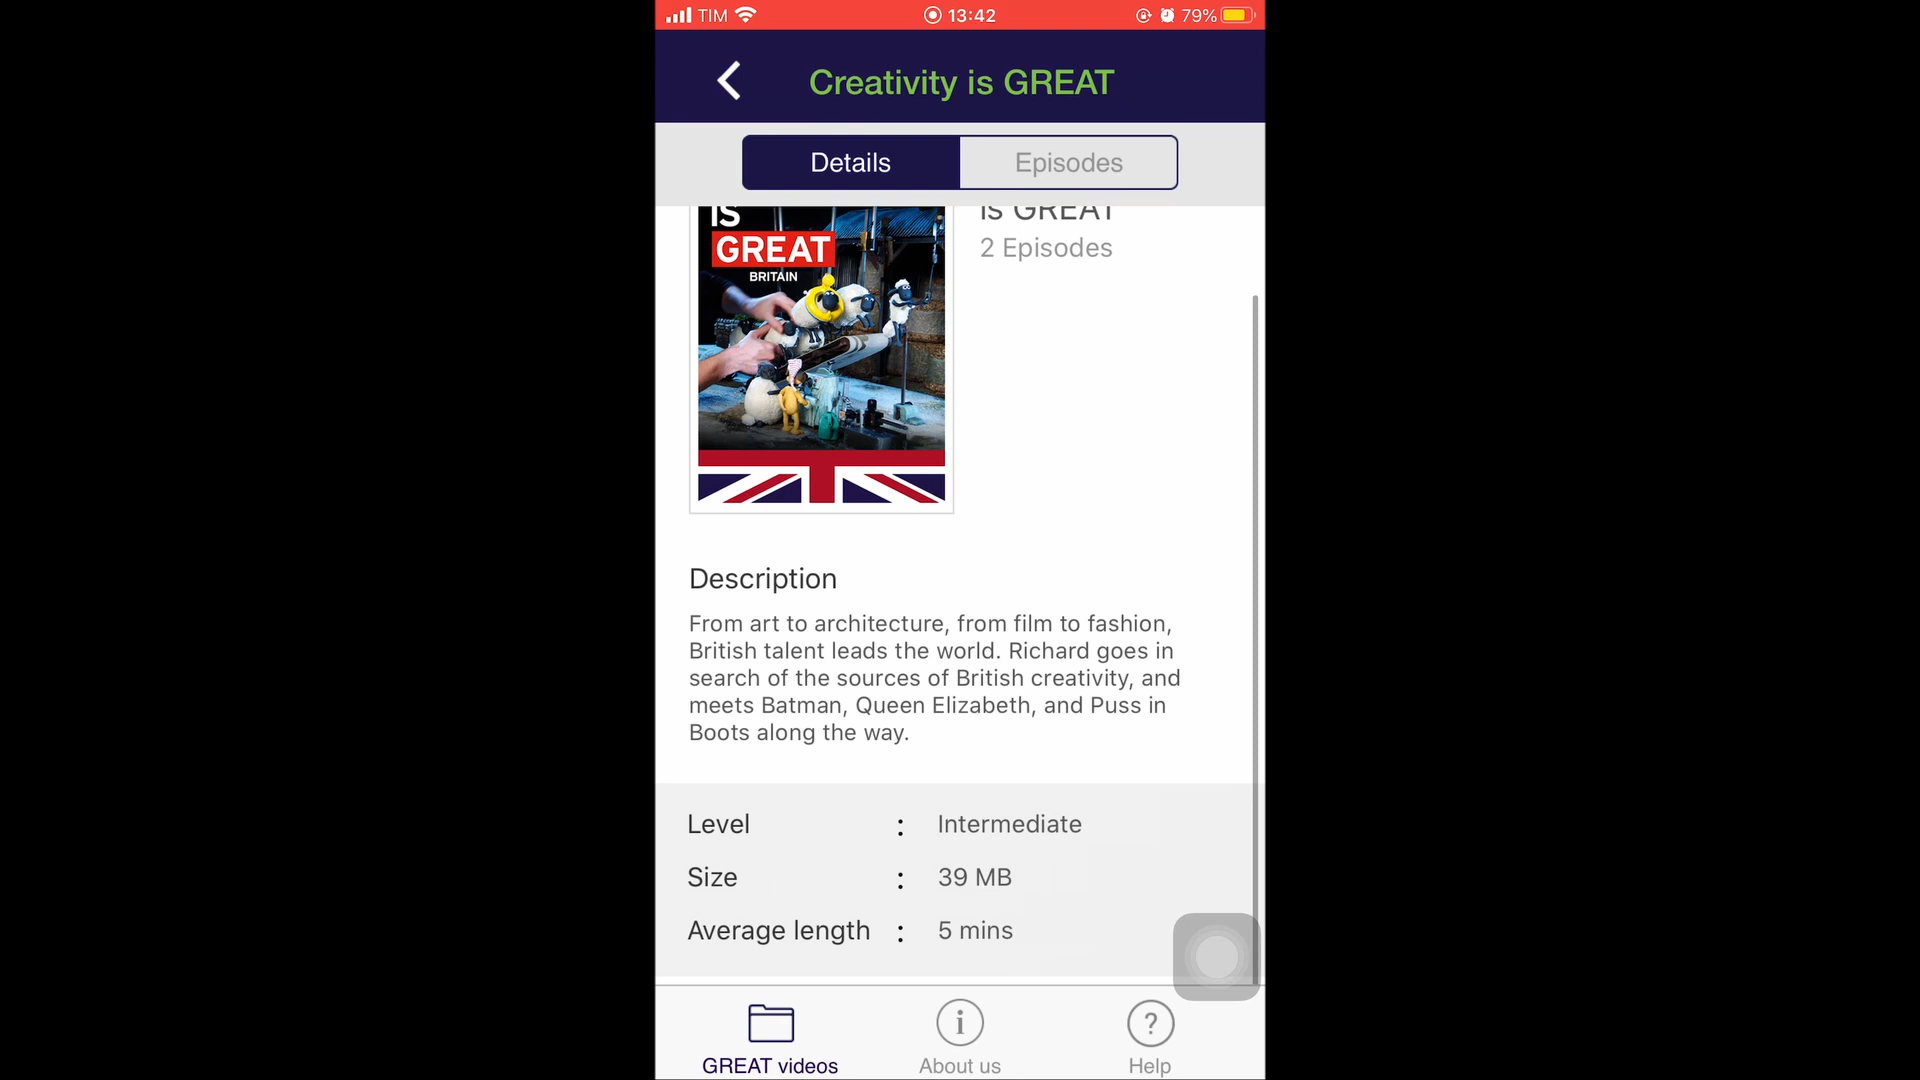 TIM 13:42 79%
Creativity is GREAT
Details Episodes
IS
GREAT
BRITAIN
is GREAT
2 Episodes
Description
From art to architecture, from film to fashion,
British talent leads the world. Richard goes in
search of the sources of British creativity, and
meets Batman, Queen Elizabeth, and Puss in
Boots along the way.
Level : Intermediate
Size : 39 MB
Average length : 5 mins
GREAT videos About us Help